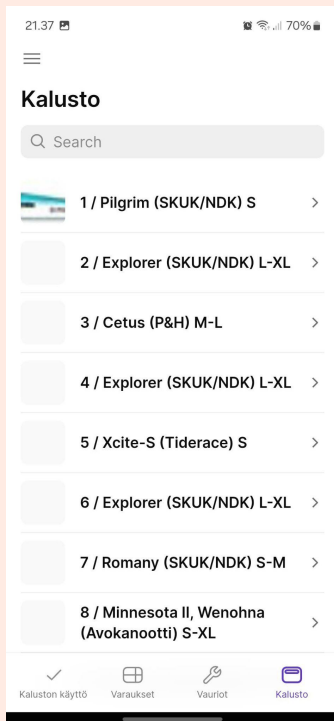 21.37 70%
Kalusto
Search
1 / Pilgrim (SKUK/NDK) S
2 / Explorer (SKUK/NDK) L-XL
3 / Cetus (P&H) M-L
4 / Explorer (SKUK/NDK) L-XL
5 / Xcite-S (Tiderace) S
6 / Explorer (SKUK/NDK) L-XL
7 / Romany (SKUK/NDK) S-M
8 / Minnesota II, Wenohna
(Avokanootti) S-XL
Kaluston käyttö Varaukset Vauriot Kalusto